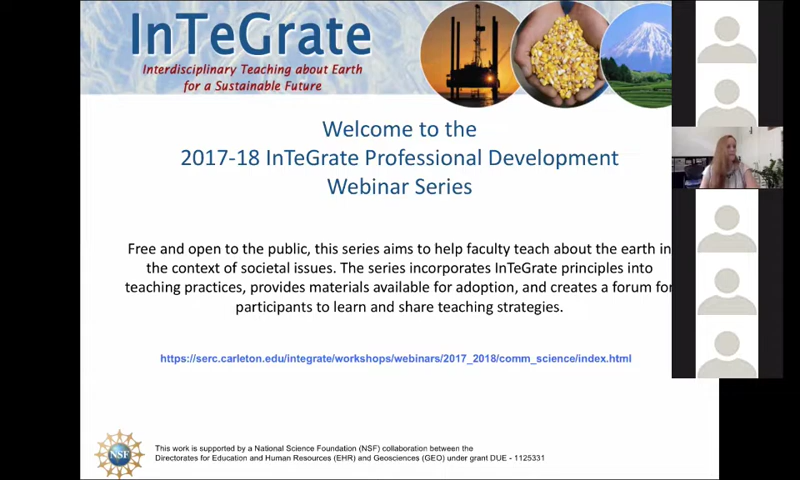 InTeGrate
Interdisciplinary Teaching about Earth
for a Sustainable Future
Welcome to the
2017-18 InTeGrate Professional Development
Webinar Series
Free and open to the public, this series aims to help faculty teach about the earth in
the context of societal issues. The series incorporates InTeGrate principles into
teaching practices, provides materials available for adoption, and creates a forum for
participants to learn and share teaching strategies.
https://serc.carleton.edu/integrate/workshops/webinars/2017_2018/comm_science/index.html
NSF
This work is supported by a National Science Foundation (NSF) collaboration between the
Directorates for Education and Human Resources (EHR) and Geosciences (GEO) under grant DUE - 1125331